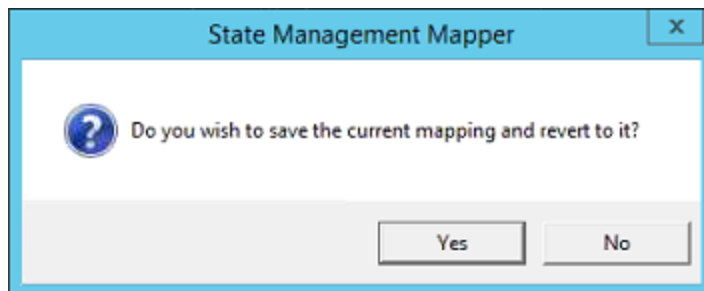 State Management Mapper
x
Do you wish to save the current mapping and revert to it?
Yes
No